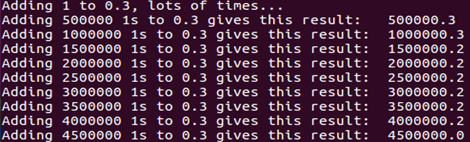 Adding 1 to 0.3, lots of times...
Adding 500000 1s to 0.3 gives this result:   500000.3
Adding 1000000 1s to 0.3 gives this result:  1000000.3
Adding 1500000 1s to 0.3 gives this result:  1500000.2
Adding 2000000 1s to 0.3 gives this result:  2000000.2
Adding 2500000 1s to 0.3 gives this result:  2500000.2
Adding 3000000 1s to 0.3 gives this result:  3000000.2
Adding 3500000 1s to 0.3 gives this result:  3500000.2
Adding 4000000 1s to 0.3 gives this result:  4000000.2
Adding 4500000 1s to 0.3 gives this result:  4500000.0